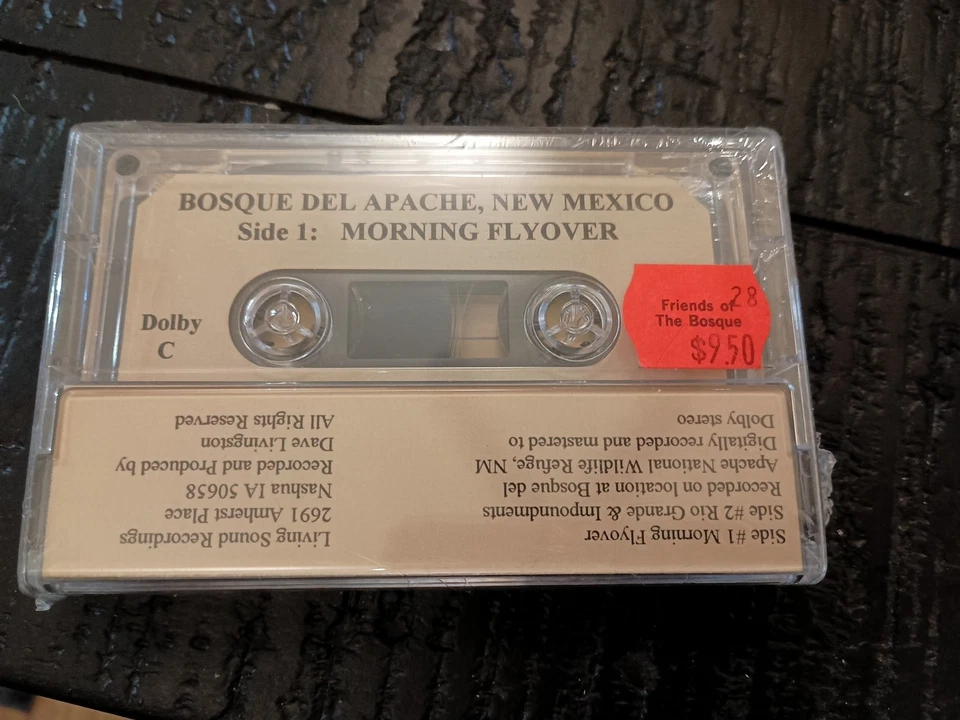 BOSQUE DEL APACHE, NEW MEXICO
Side 1: MORNING FLYOVER
Dolby
C
28
Friends of
The Bosque
$9.50
Side #1 Morning Flyover
Side #2 Rio Grande & Impoundments
Recorded on location at Bosque del
Apache National Wildlife Refuge, NM
Digitally recorded and mastered to
Dolby stereo
Living Sound Recordings
2691 Amherst Place
Nashua IA 50658
Recorded and Produced by
Dave Livingston
All Rights Reserved